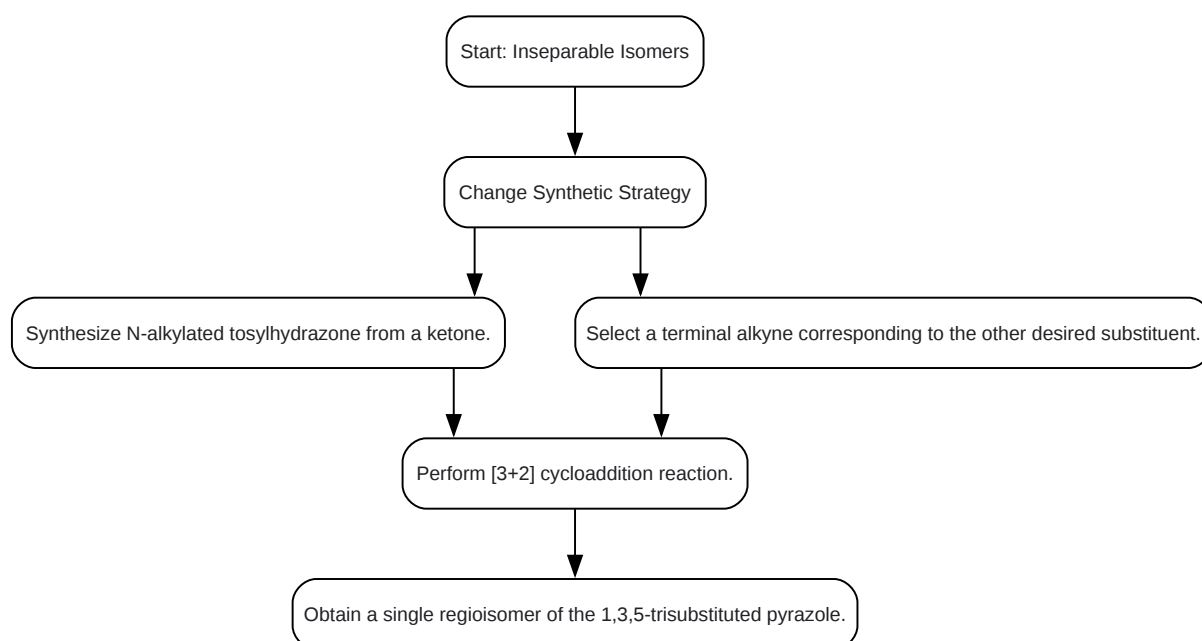 Start: Inseparable Isomers
Change Synthetic Strategy
Synthesize N-alkylated tosylhydrazone from a ketone.
Select a terminal alkyne corresponding to the other desired substituent.
Perform [3+2] cycloaddition reaction.
Obtain a single regioisomer of the 1,3,5-trisubstituted pyrazole.